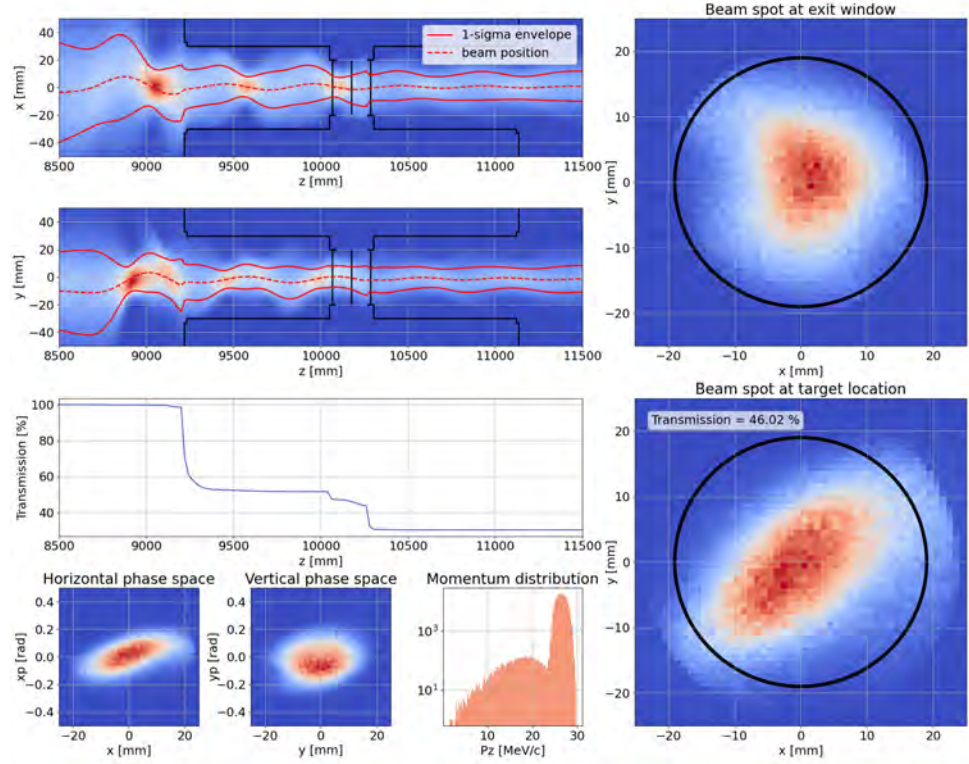 1-sigma envelope
beam position
x [mm]
40
20
0
−20
−40
8500 9000 9500 10000 10500 11000 11500
z [mm]
y [mm]
40
20
0
−20
−40
8500 9000 9500 10000 10500 11000 11500
z [mm]
Transmission [%]
100
80
60
40
8500 9000 9500 10000 10500 11000 11500
z [mm]
Horizontal phase space
xp [rad]
0.4
0.2
0.0
−0.2
−0.4
−20 0 20
x [mm]
Vertical phase space
yp [rad]
0.4
0.2
0.0
−0.2
−0.4
−20 0 20
y [mm]
Momentum distribution
10³
10¹
0 10 20 30
Pz [MeV/c]
Beam spot at exit window
y [mm]
20
10
0
−10
−20
−20 −10 0 10 20
x [mm]
Beam spot at target location
Transmission = 46.02 %
y [mm]
20
10
0
−10
−20
−20 −10 0 10 20
x [mm]